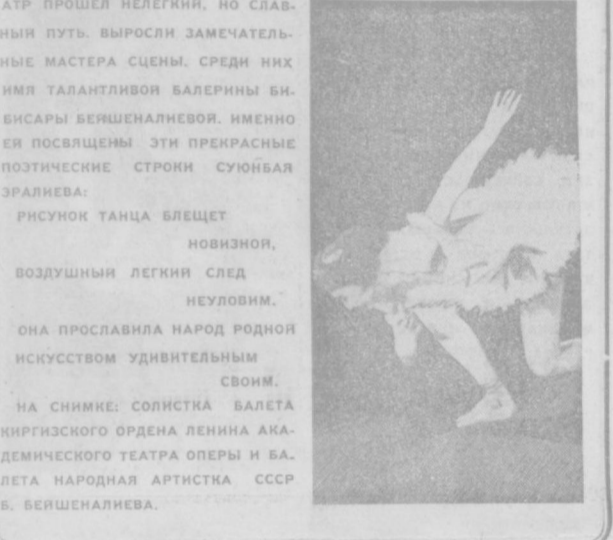 АТР ПРОШЕЛ НЕЛЕГКИЙ, НО СЛАВ-
НЫЙ ПУТЬ. ВЫРОСЛИ ЗАМЕЧАТЕЛЬ-
НЫЕ МАСТЕРА СЦЕНЫ. СРЕДИ НИХ
ИМЯ ТАЛАНТЛИВОЙ БАЛЕРИНЫ БИ-
БИСАРЫ БЕЙШЕНАЛИЕВОЙ. ИМЕННО
ЕЙ ПОСВЯЩЕНЫ ЭТИ ПРЕКРАСНЫЕ
ПОЭТИЧЕСКИЕ СТРОКИ СУЮНБАЯ
ЭРАЛИЕВА:
РИСУНОК ТАНЦА БЛЕЩЕТ
НОВИЗНОЙ,
ВОЗДУШНЫЙ ЛЕГКИЙ СЛЕД
НЕУЛОВИМ.
ОНА ПРОСЛАВИЛА НАРОД РОДНОЙ
ИСКУССТВОМ УДИВИТЕЛЬНЫМ
СВОИМ.
НА СНИМКЕ: СОЛИСТКА БАЛЕТА
КИРГИЗСКОГО ОРДЕНА ЛЕНИНА АКА-
ДЕМИЧЕСКОГО ТЕАТРА ОПЕРЫ И БА-
ЛЕТА НАРОДНАЯ АРТИСТКА СССР
Б. БЕЙШЕНАЛИЕВА.